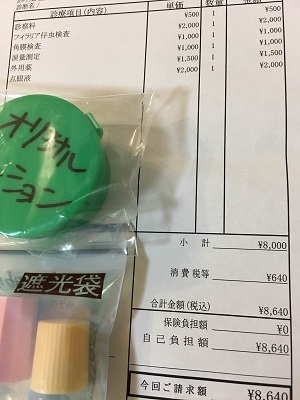 診療項目(内容) 単価 数量 金額
診察料 ¥500 1 ¥500
フィラリア仔虫検査 ¥2,000 1 ¥2,000
角膜検査 ¥1,000 1 ¥1,000
涙量測定 ¥1,000 1 ¥1,000
外用薬 ¥1,500 1 ¥1,500
点眼液 ¥2,000 1 ¥2,000
オリジナル
ション
小 計 ¥8,000
消費税等 ¥640
合計金額(税込) ¥8,640
保険負担額 ¥0
自己負担額 ¥8,640
今回ご請求額 ¥8,640
遮光袋